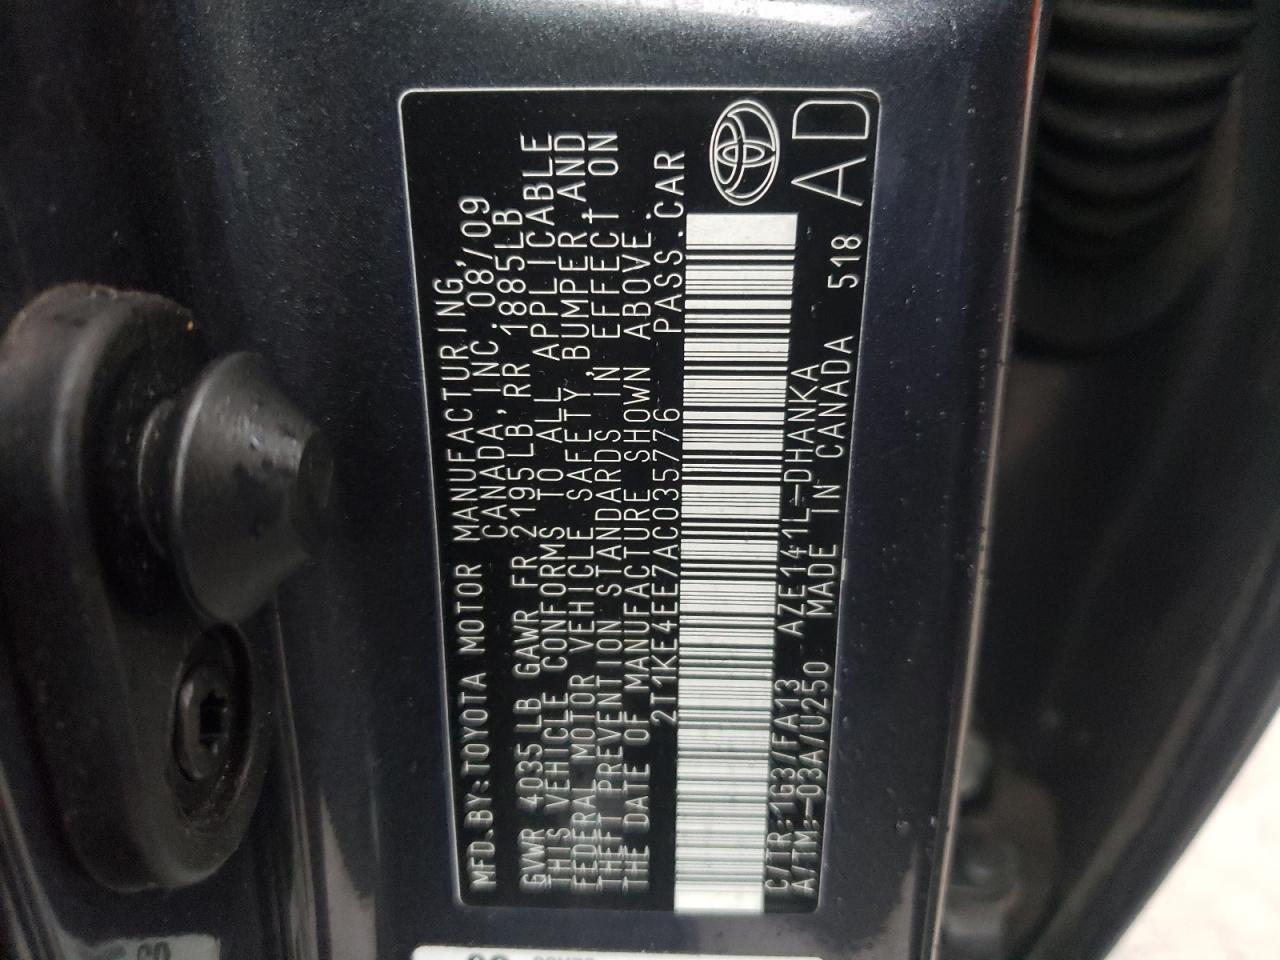 MFD. BY: TOYOTA MOTOR MANUFACTURING,
CANADA, INC. 08/09
GVWR 4035LB GAWR FR 2195LB, RR 1885LB
THIS VEHICLE CONFORMS TO ALL APPLICABLE
FEDERAL MOTOR VEHICLE SAFETY, BUMPER, AND
THEFT PREVENTION STANDARDS IN EFFECT ON
THE DATE OF MANUFACTURE SHOWN ABOVE.
2T1KE4EE7AC035776 PASS. CAR
C/TR: 1G3/FA13 AZE141L-DHANKA
A/TM: -03A/U250 MADE IN CANADA 518
AD